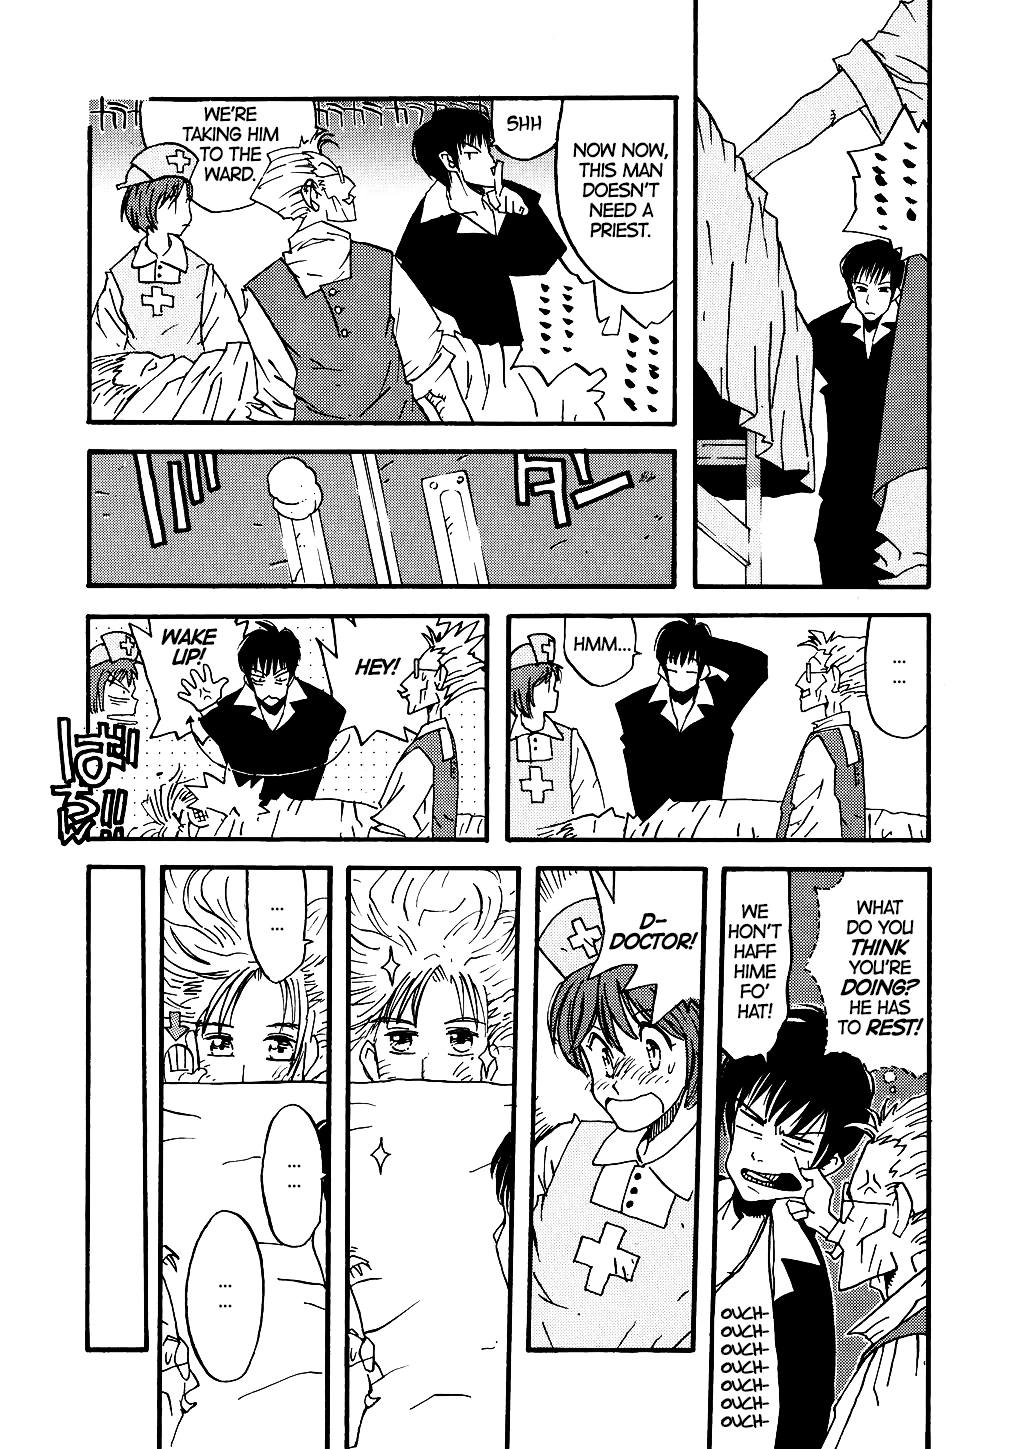 SHH
NOW NOW,
THIS MAN
DOESN'T
NEED A
PRIEST.
WE'RE
TAKING HIM
TO THE
WARD.
ター
HMM...
...
...
HEY!
WAKE
UP!
WHAT
DO YOU
THINK
YOU'RE
DOING?
HE HAS
TO REST!
WE
HON'T
HAFF
HIME
FO'
HAT!
OUCH-
OUCH-
OUCH-
OUCH-
OUCH-
OUCH-
OUCH-
D-
DOCTOR!
...
...
...
...
...
...